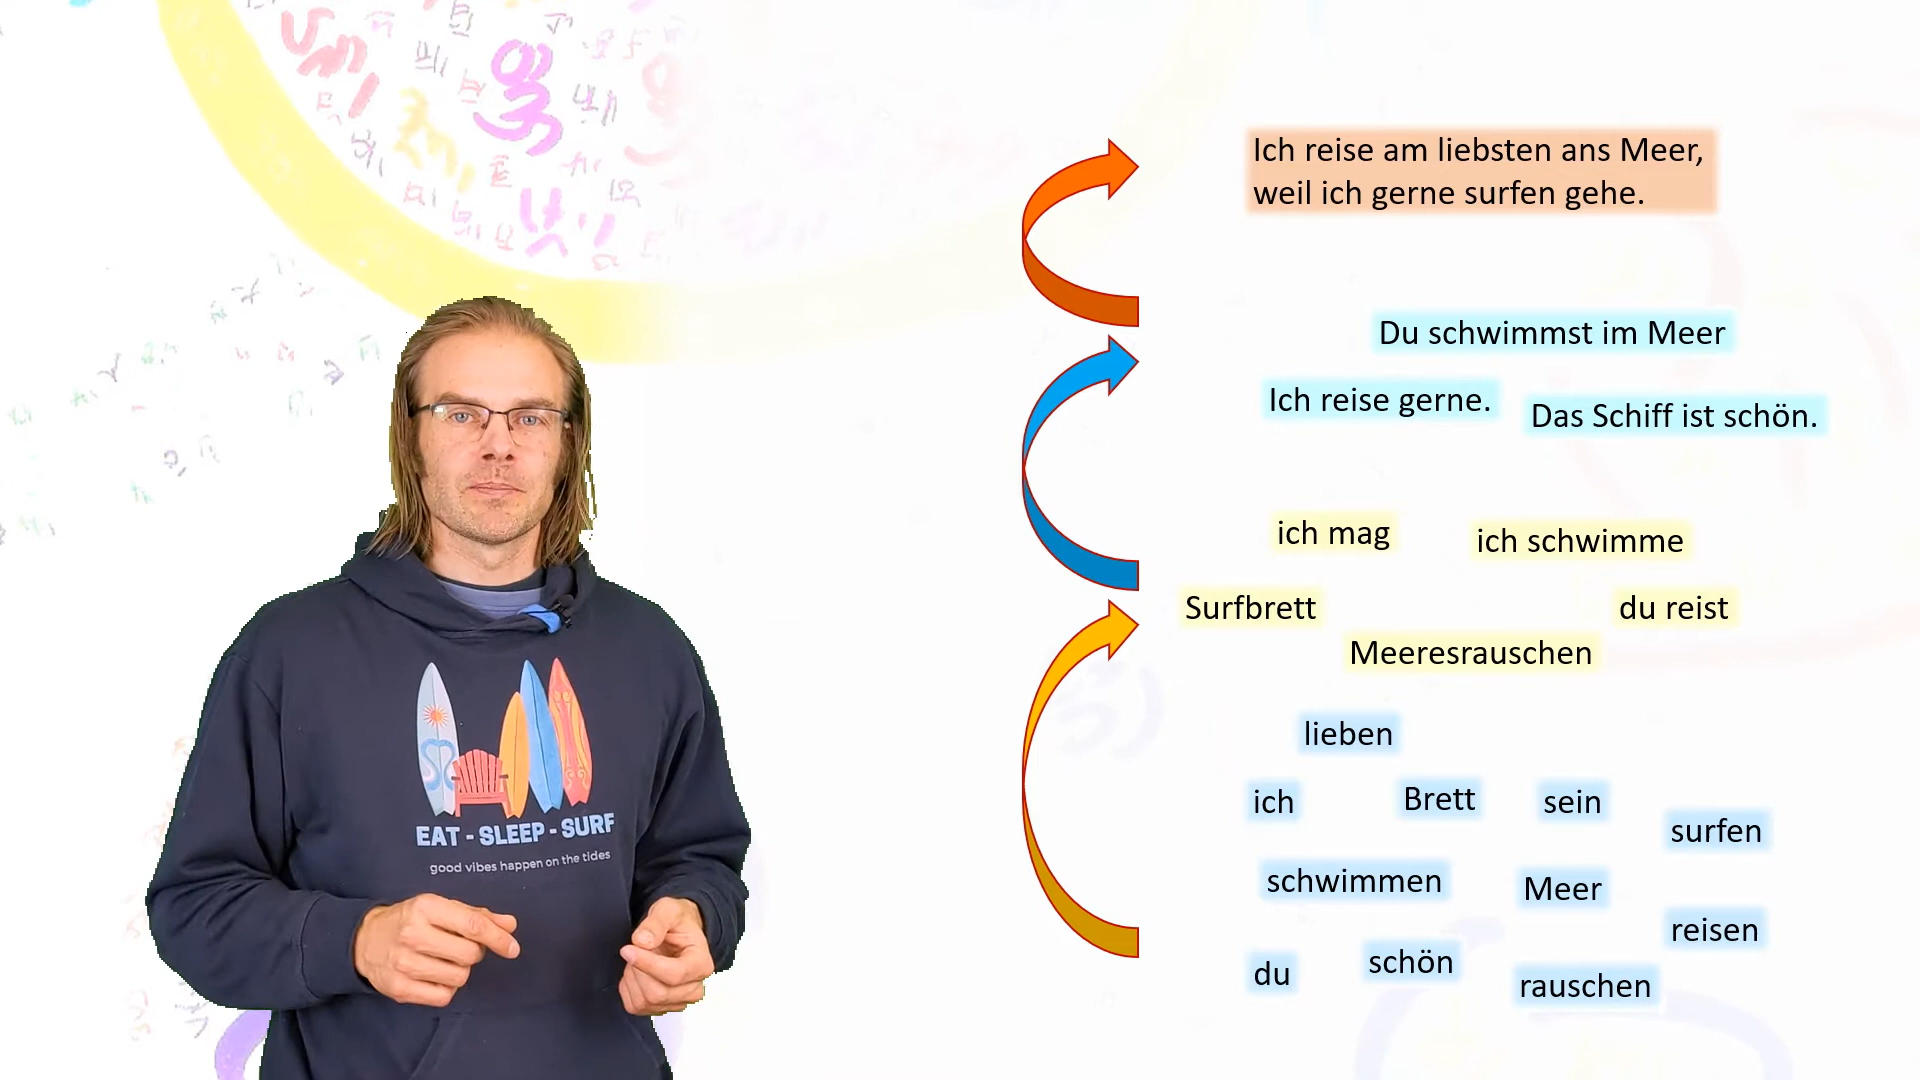 Ich reise am liebsten ans Meer,
weil ich gerne surfen gehe.
Du schwimmst im Meer
Ich reise gerne.
Das Schiff ist schön.
ich mag
ich schwimme
Surfbrett
du reist
Meeresrauschen
lieben
ich
Brett
sein
surfen
schwimmen
Meer
reisen
du
schön
rauschen
EAT - SLEEP - SURF
good vibes happen on the tides